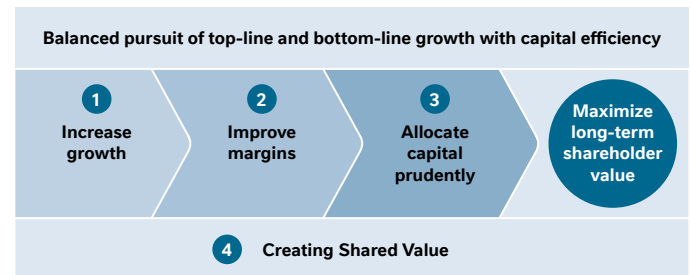 Balanced pursuit of top-line and bottom-line growth with capital efficiency
1
Increase
growth
2
Improve
margins
3
Allocate
capital
prudently
Maximize
long-term
shareholder
value
4 Creating Shared Value